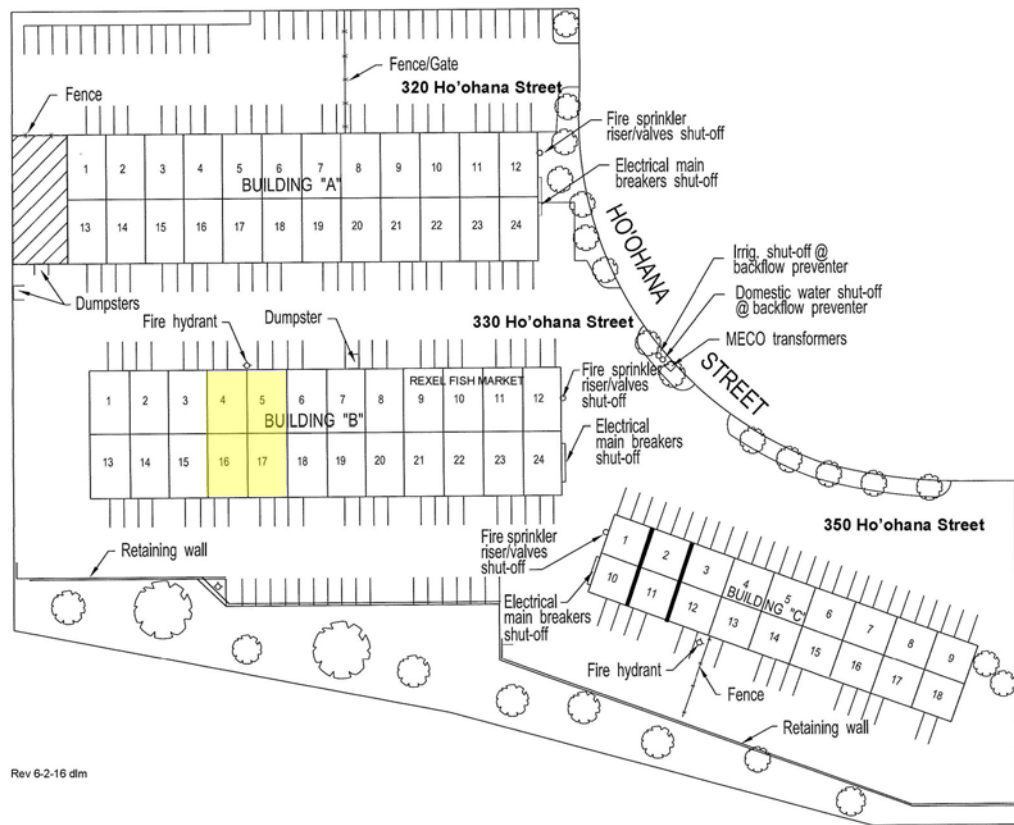 Fence/Gate
320 Ho'ohana Street
Fence
Fire sprinkler
riser/valves shut-off
Electrical main
breakers shut-off
1 2 3 4 5 6 7 8 9 10 11 12
BUILDING "A"
13 14 15 16 17 18 19 20 21 22 23 24
HO'OHANA STREET
Irrig. shut-off @
backflow preventer
Domestic water shut-off
@ backflow preventer
MECO transformers
Dumpsters
Fire hydrant
Dumpster
330 Ho'ohana Street
Fire sprinkler
riser/valves
shut-off
REXEL FISH MARKET
1 2 3 4 5 6 7 8 9 10 11 12
BUILDING "B"
13 14 15 16 17 18 19 20 21 22 23 24
Electrical
main breakers
shut-off
350 Ho'ohana Street
Retaining wall
Fire sprinkler
riser/valves
shut-off
Electrical
main breakers
shut-off
1 2 3 4 5 6 7 8 9
BUILDING "C"
10 11 12 13 14 15 16 17 18
Fire hydrant
Fence
Retaining wall
Rev 6-2-16 dlm